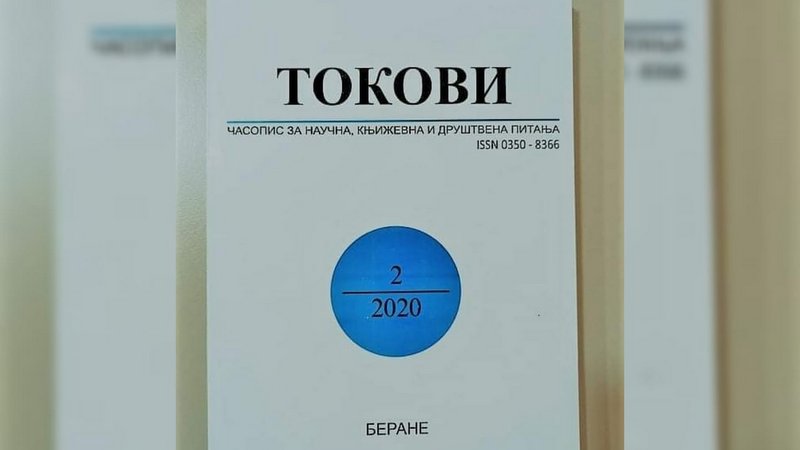 ТОКОВИ
ЧАСОПИС ЗА НАУЧНА, КЊИЖЕВНА И ДРУШТВЕНА ПИТАЊА
ISSN 0350 - 8366
2
2020
БЕРАНЕ